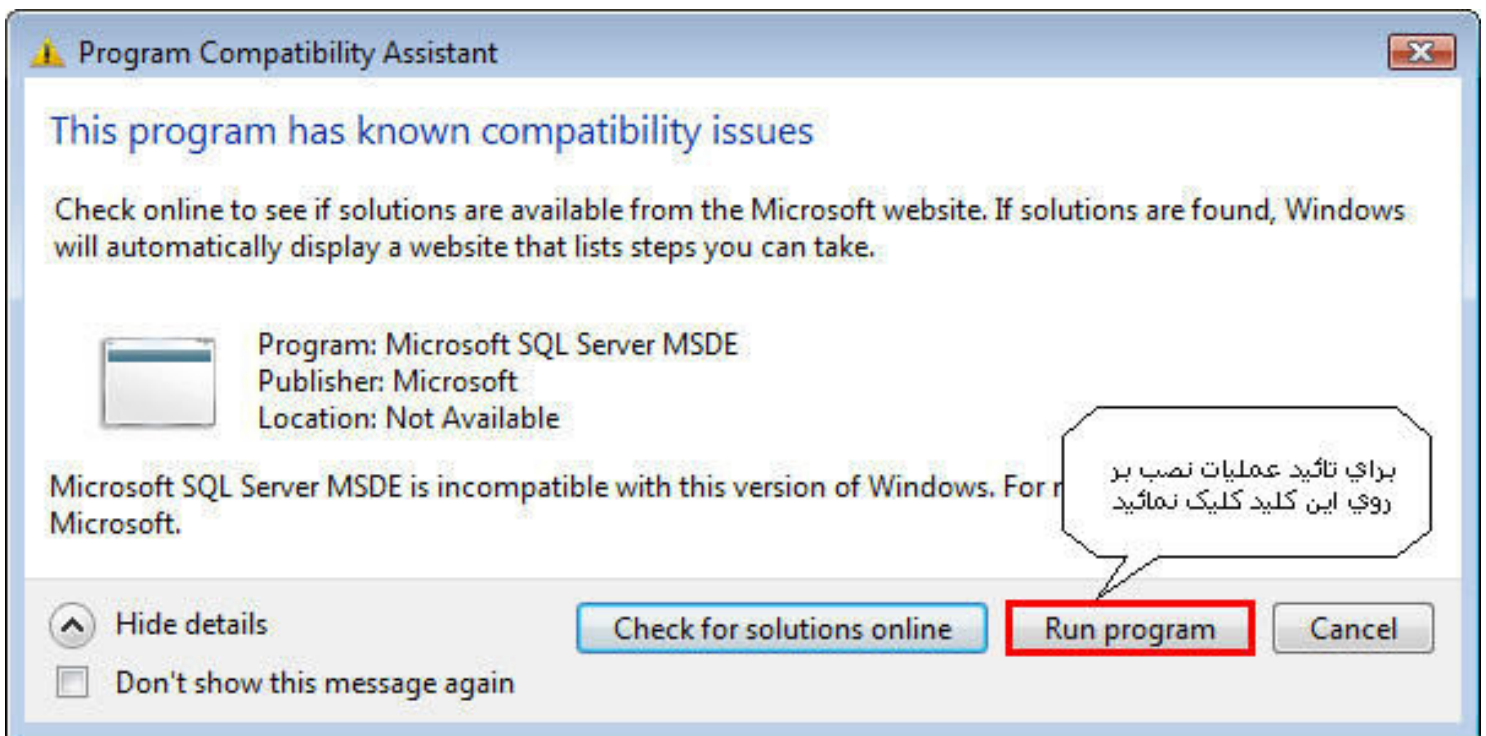 Program Compatibility Assistant
This program has known compatibility issues
Check online to see if solutions are available from the Microsoft website. If solutions are found, Windows
will automatically display a website that lists steps you can take.
Program: Microsoft SQL Server MSDE
Publisher: Microsoft
Location: Not Available
Microsoft SQL Server MSDE is incompatible with this version of Windows. For
Microsoft.
براي تائيد عمليات نصب بر
روي اين کليد کليک نمائيد
Hide details
Check for solutions online
Run program
Cancel
Don't show this message again